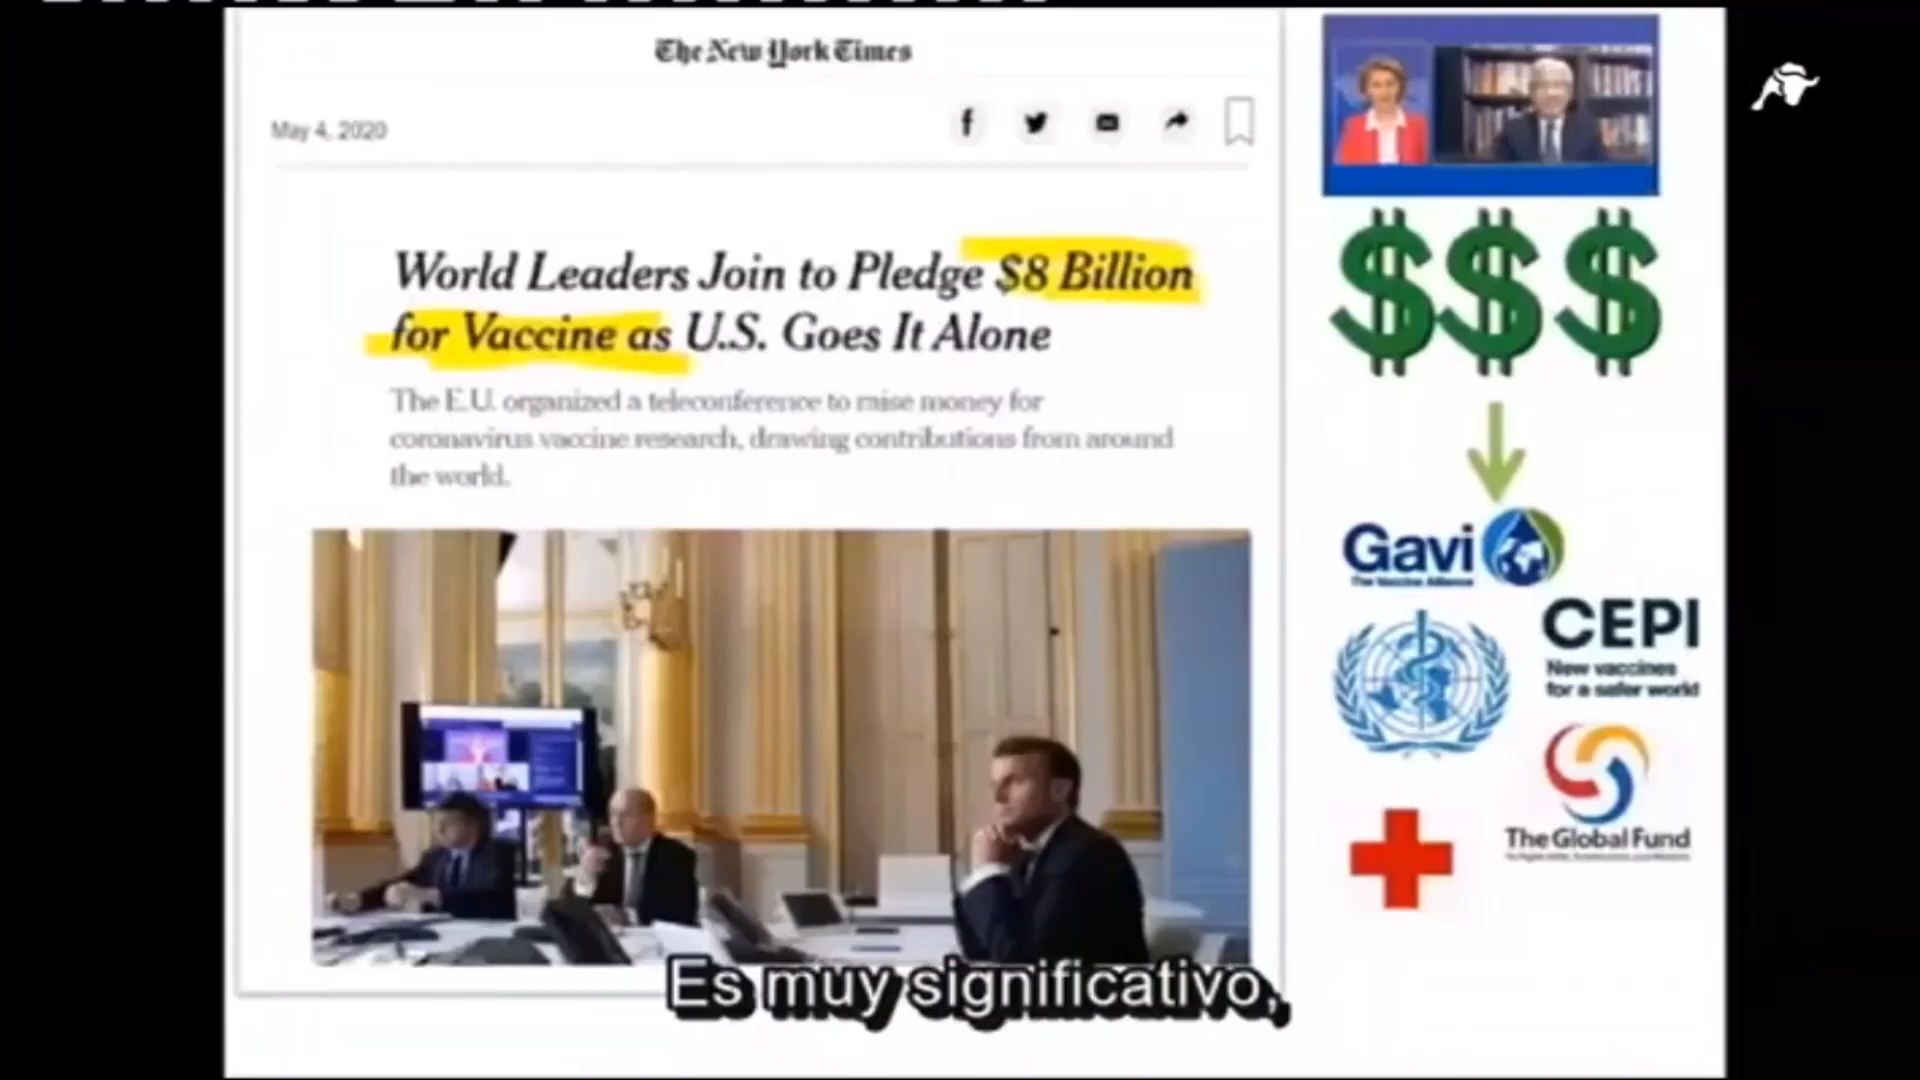 The New York Times
May 4, 2020
World Leaders Join to Pledge $8 Billion
for Vaccine as U.S. Goes It Alone
The E.U. organized a teleconference to raise money for
coronavirus vaccine research, drawing contributions from around
the world.
$$$
Gavi
The Vaccine Alliance
CEPI
New vaccines
for a safer world
The Global Fund
Es muy significativo,